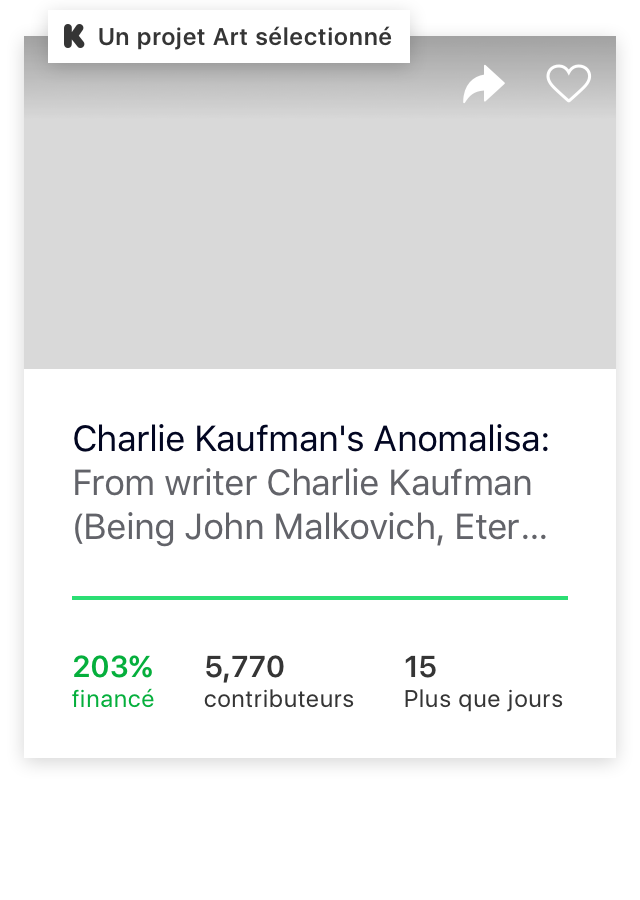 Un projet Art sélectionné
Charlie Kaufman's Anomalisa:
From writer Charlie Kaufman
(Being John Malkovich, Eter...
203% 5,770 15
financé contributeurs Plus que jours